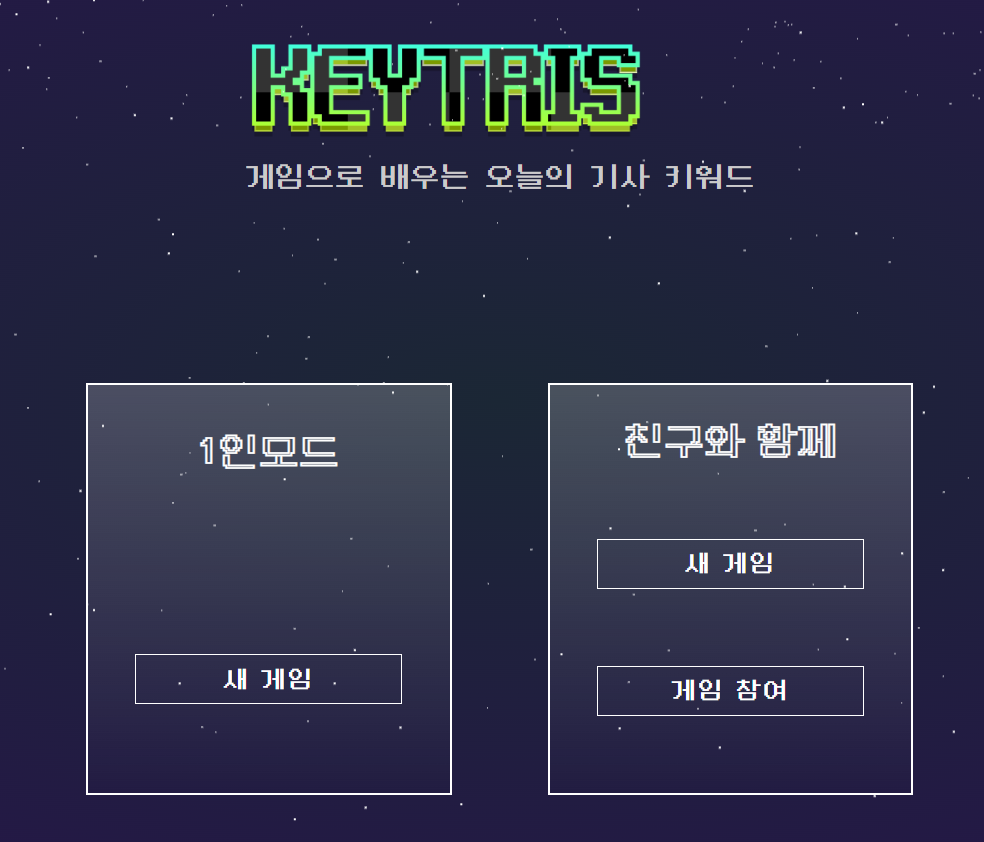 KEYTRIS
게임으로 배우는 오늘의 기사 키워드
1인모드
새 게임
친구와 함께
새 게임
게임 참여